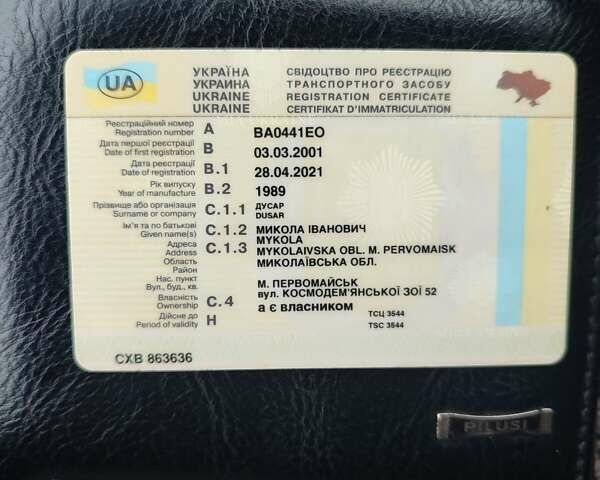 UA
УКРАЇНА СВІДОЦТВО ПРО РЕЄСТРАЦІЮ
УКРАИНА ТРАНСПОРТНОГО ЗАСОБУ
UKRAINE REGISTRATION CERTIFICATE
UKRAINE CERTIFIKAT D'IMMATRICULATION
Реєстраційний номер
Registration number A BA0441EO
Дата першої реєстрації
Date of first registration B 03.03.2001
Дата реєстрації
Date of registration B.1 28.04.2021
Рік випуску
Year of manufacture B.2 1989
Прізвище або організація C.1.1 ДУСАР
Surname or company DUSAR
Ім'я та по батькові C.1.2 МИКОЛА ІВАНОВИЧ
Given name(s) MYKOLA
Адреса C.1.3 MYKOLAIVSKA OBL. M. PERVOMAISK
Address МИКОЛАЇВСЬКА ОБЛ.
Область
Район
Нас. пункт М. ПЕРВОМАЙСЬК
Вул., буд., кв. вул. КОСМОДЕМ'ЯНСЬКОЇ ЗОЇ 52
Власність
Ownership C.4 а є власником
Дійсне до ТСЦ 3544
Period of validity H TSC 3544
СХВ 863636
PILUSI